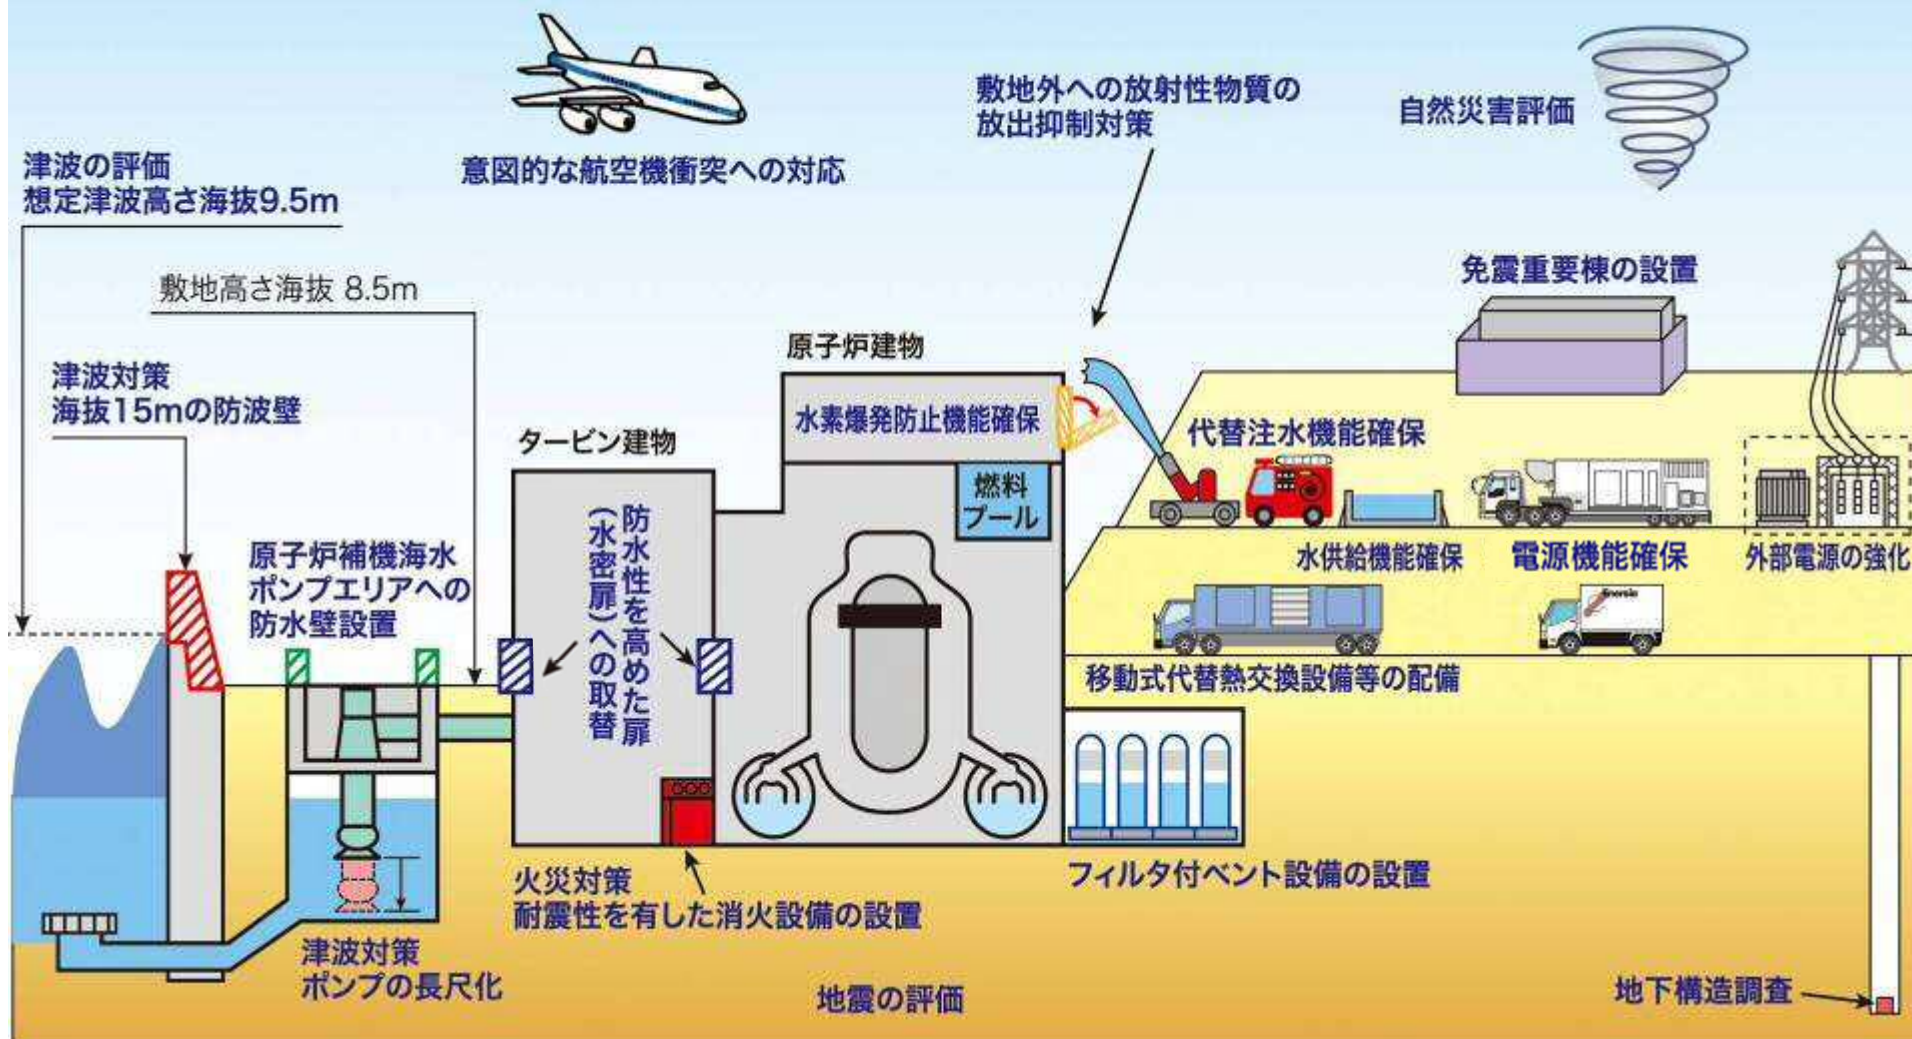 敷地外への放射性物質の
放出抑制対策
自然災害評価
意図的な航空機衝突への対応
津波の評価
想定津波高さ海抜9.5m
敷地高さ海抜 8.5m
免震重要棟の設置
原子炉建物
津波対策
海抜15mの防波壁
水素爆発防止機能確保
代替注水機能確保
タービン建物
燃料
プール
防水性を高めた扉
(水密扉)への取替
原子炉補機海水
ポンプエリアへの
防水壁設置
水供給機能確保
電源機能確保
外部電源の強化
Energia
移動式代替熱交換設備等の配備
フィルタ付ベント設備の設置
火災対策
耐震性を有した消火設備の設置
津波対策
ポンプの長尺化
地震の評価
地下構造調査